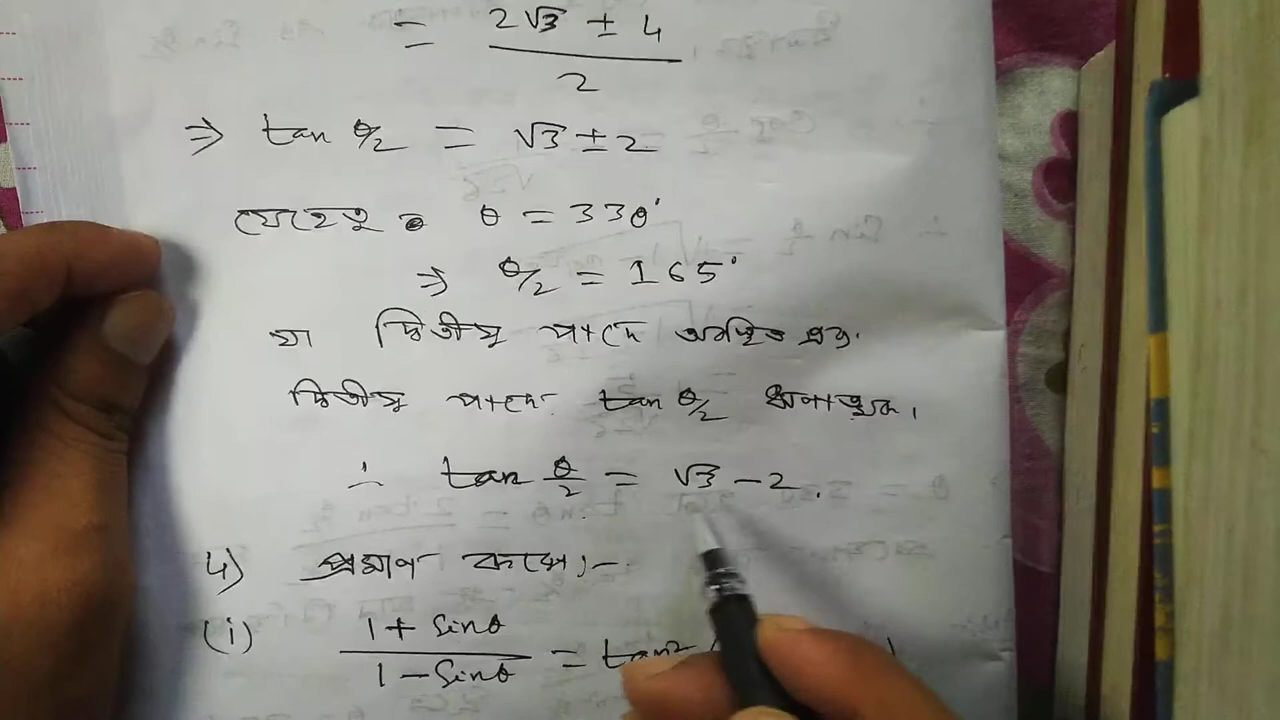 = (2√3 ± 4)/2
⇒ tan θ/2 = √3 ± 2
যেহেতু θ = 330°
⇒ θ/2 = 165°
যা দ্বিতীয় পাদে অবস্থিত
দ্বিতীয় পাদে tan θ/2 ঋণাত্মক।
∴ tan θ/2 = √3 − 2.
4) প্রমাণ করো :−
(i) (1 + Sinθ)/(1 − Sinθ) = tan² (